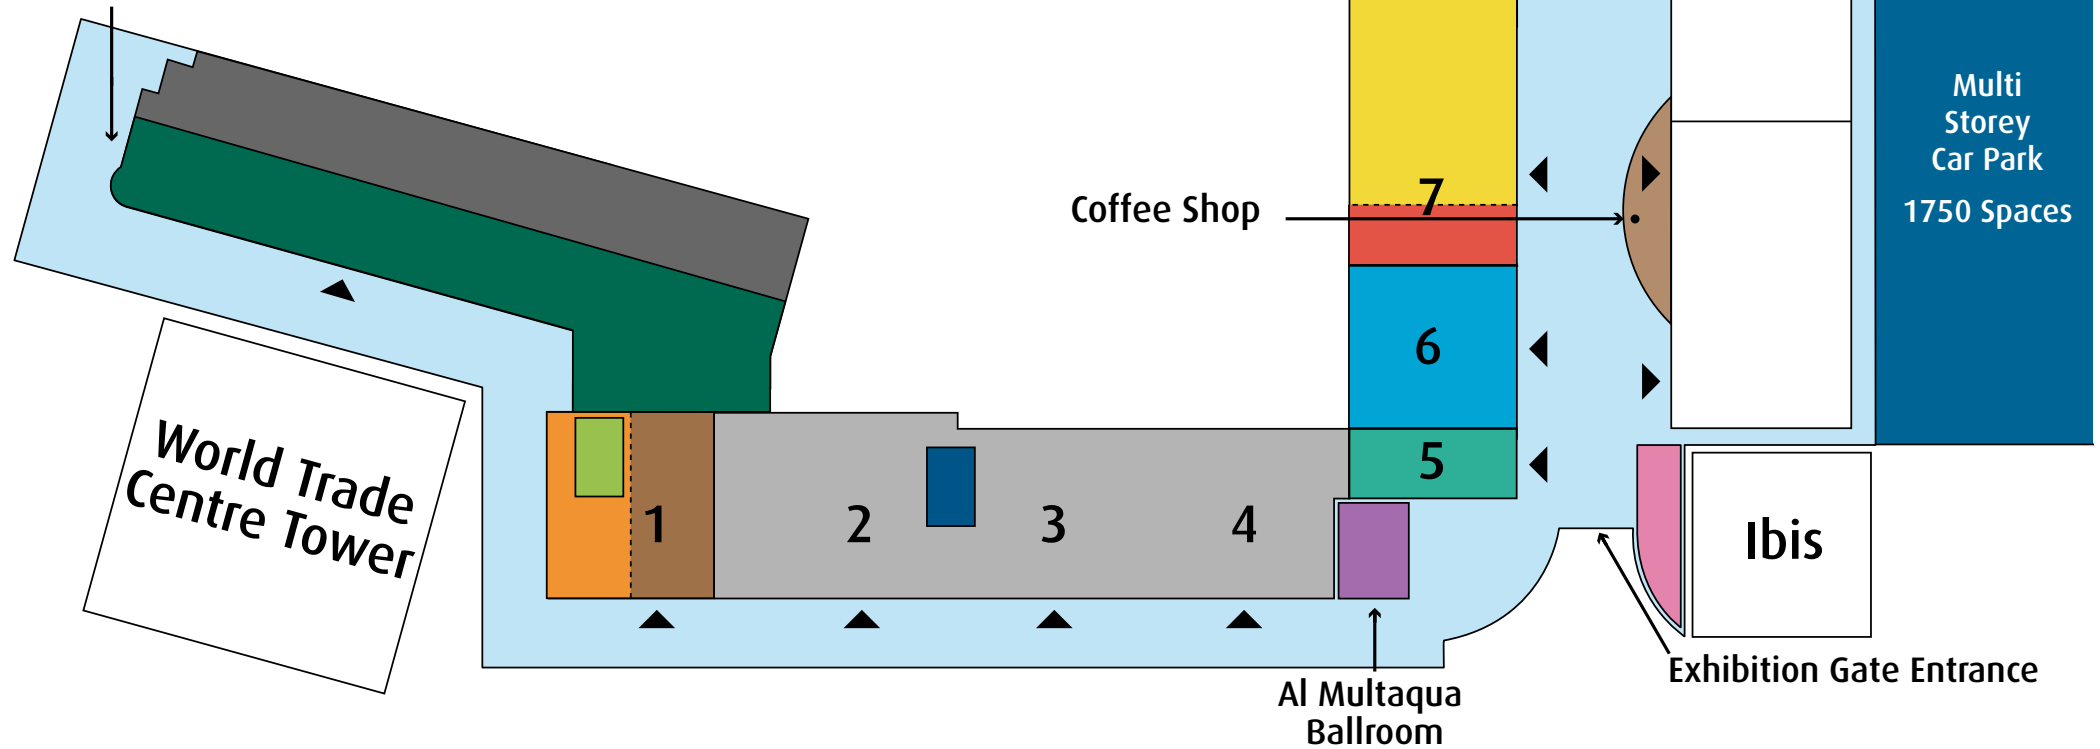 Multi
Storey
Car Park
1750 Spaces
7
Coffee Shop
6
5
World Trade
Centre Tower
1
2
3
4
Ibis
Exhibition Gate Entrance
Al Multaqua
Ballroom